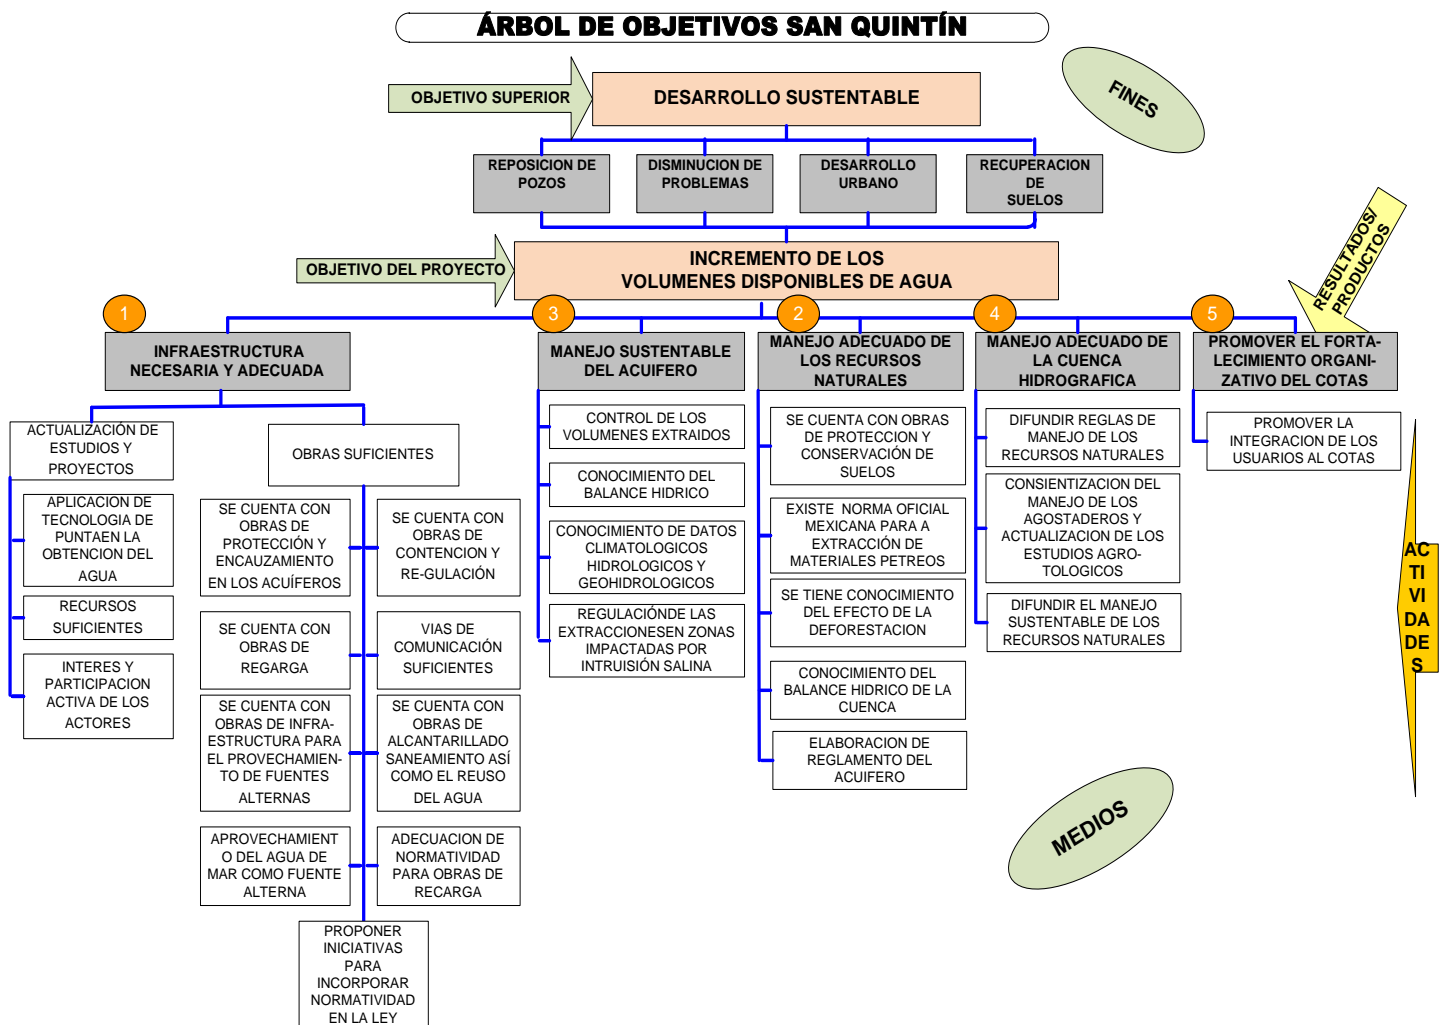 ÁRBOL DE OBJETIVOS SAN QUINTÍN
FINES
OBJETIVO SUPERIOR
DESARROLLO SUSTENTABLE
REPOSICION DE
POZOS
DISMINUCION DE
PROBLEMAS
DESARROLLO
URBANO
RECUPERACION
DE
SUELOS
RESULTADOS/
PRODUCTOS
OBJETIVO DEL PROYECTO
INCREMENTO DE LOS
VOLUMENES DISPONIBLES DE AGUA
1
INFRAESTRUCTURA
NECESARIA Y ADECUADA
3
MANEJO SUSTENTABLE
DEL ACUIFERO
2
MANEJO ADECUADO DE
LOS RECURSOS
NATURALES
4
MANEJO ADECUADO DE
LA CUENCA
HIDROGRAFICA
5
PROMOVER EL FORTA-
LECIMIENTO ORGANI-
ZATIVO DEL COTAS
ACTUALIZACIÓN DE
ESTUDIOS Y
PROYECTOS
APLICACION DE
TECNOLOGIA DE
PUNTAEN LA
OBTENCION DEL
AGUA
RECURSOS
SUFICIENTES
INTERES Y
PARTICIPACION
ACTIVA DE LOS
ACTORES
OBRAS SUFICIENTES
SE CUENTA CON
OBRAS DE
PROTECCIÓN Y
ENCAUZAMIENTO
EN LOS ACUÍFEROS
SE CUENTA CON
OBRAS DE
CONTENCION Y
RE-GULACIÓN
SE CUENTA CON
OBRAS DE
REGARGA
VIAS DE
COMUNICACIÓN
SUFICIENTES
SE CUENTA CON
OBRAS DE INFRA-
ESTRUCTURA PARA
EL PROVECHAMIEN-
TO DE FUENTES
ALTERNAS
SE CUENTA CON
OBRAS DE
ALCANTARILLADO
SANEAMIENTO ASÍ
COMO EL REUSO
DEL AGUA
APROVECHAMIENT
O DEL AGUA DE
MAR COMO FUENTE
ALTERNA
ADECUACION DE
NORMATIVIDAD
PARA OBRAS DE
RECARGA
PROPONER
INICIATIVAS
PARA
INCORPORAR
NORMATIVIDAD
EN LA LEY
CONTROL DE LOS
VOLUMENES EXTRAIDOS
CONOCIMIENTO DEL
BALANCE HIDRICO
CONOCIMIENTO DE DATOS
CLIMATOLOGICOS
HIDROLOGICOS Y
GEOHIDROLOGICOS
REGULACIÓNDE LAS
EXTRACCIONESEN ZONAS
IMPACTADAS POR
INTRUISIÓN SALINA
SE CUENTA CON OBRAS
DE PROTECCION Y
CONSERVACIÓN DE
SUELOS
EXISTE NORMA OFICIAL
MEXICANA PARA A
EXTRACCIÓN DE
MATERIALES PETREOS
SE TIENE CONOCIMIENTO
DEL EFECTO DE LA
DEFORESTACION
CONOCIMIENTO DEL
BALANCE HIDRICO DE LA
CUENCA
ELABORACION DE
REGLAMENTO DEL
ACUIFERO
DIFUNDIR REGLAS DE
MANEJO DE LOS
RECURSOS NATURALES
CONSIENTIZACION DEL
MANEJO DE LOS
AGOSTADEROS Y
ACTUALIZACION DE LOS
ESTUDIOS AGRO-
TOLOGICOS
DIFUNDIR EL MANEJO
SUSTENTABLE DE LOS
RECURSOS NATURALES
PROMOVER LA
INTEGRACION DE LOS
USUARIOS AL COTAS
AC
TI
VI
DA
DE
S
MEDIOS